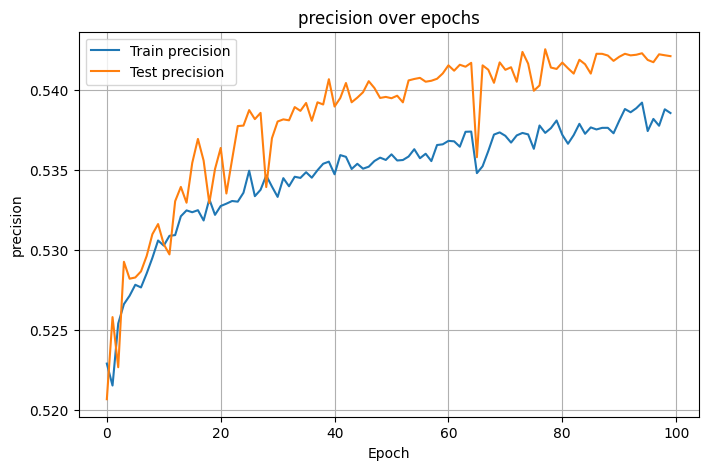 precision over epochs
Train precision
Test precision
precision
0.540
0.535
0.530
0.525
0.520
0 20 40 60 80 100
Epoch